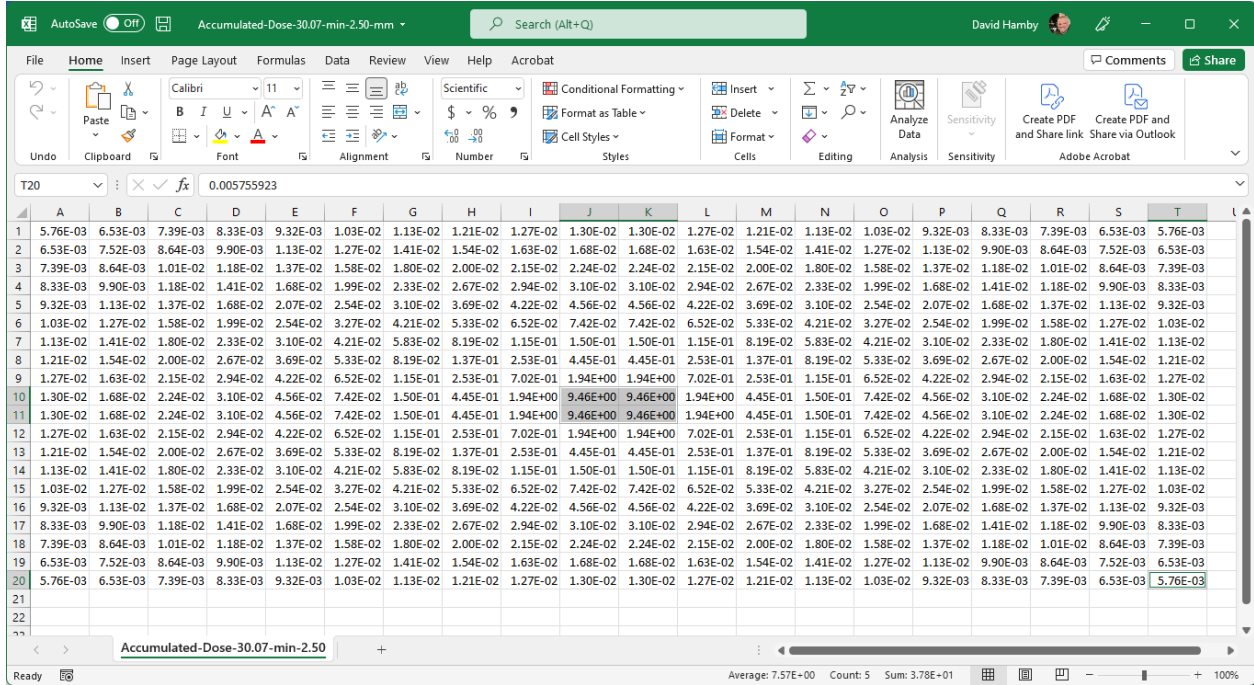 AutoSave Off Accumulated-Dose-30.07-min-2.50-mm Search (Alt+Q) David Hamby
File Home Insert Page Layout Formulas Data Review View Help Acrobat Comments Share
Calibri 11 Scientific Conditional Formatting Insert
Paste B I U A A $ % 9 Format as Table Delete Analyze Data Sensitivity Create PDF and Share link Create PDF and Share via Outlook
Cell Styles Format
Undo Clipboard Font Alignment Number Styles Cells Editing Analysis Sensitivity Adobe Acrobat
T20 fx 0.005755923
A B C D E F G H I J K L M N O P Q R S T
1 5.76E-03 6.53E-03 7.39E-03 8.33E-03 9.32E-03 1.03E-02 1.13E-02 1.21E-02 1.27E-02 1.30E-02 1.30E-02 1.27E-02 1.21E-02 1.13E-02 1.03E-02 9.32E-03 8.33E-03 7.39E-03 6.53E-03 5.76E-03
2 6.53E-03 7.52E-03 8.64E-03 9.90E-03 1.13E-02 1.27E-02 1.41E-02 1.54E-02 1.63E-02 1.68E-02 1.68E-02 1.63E-02 1.54E-02 1.41E-02 1.27E-02 1.13E-02 9.90E-03 8.64E-03 7.52E-03 6.53E-03
3 7.39E-03 8.64E-03 1.01E-02 1.18E-02 1.37E-02 1.58E-02 1.80E-02 2.00E-02 2.15E-02 2.24E-02 2.24E-02 2.15E-02 2.00E-02 1.80E-02 1.58E-02 1.37E-02 1.18E-02 1.01E-02 8.64E-03 7.39E-03
4 8.33E-03 9.90E-03 1.18E-02 1.41E-02 1.68E-02 1.99E-02 2.33E-02 2.67E-02 2.94E-02 3.10E-02 3.10E-02 2.94E-02 2.67E-02 2.33E-02 1.99E-02 1.68E-02 1.41E-02 1.18E-02 9.90E-03 8.33E-03
5 9.32E-03 1.13E-02 1.37E-02 1.68E-02 2.07E-02 2.54E-02 3.10E-02 3.69E-02 4.22E-02 4.56E-02 4.56E-02 4.22E-02 3.69E-02 3.10E-02 2.54E-02 2.07E-02 1.68E-02 1.37E-02 1.13E-02 9.32E-03
6 1.03E-02 1.27E-02 1.58E-02 1.99E-02 2.54E-02 3.27E-02 4.21E-02 5.33E-02 6.52E-02 7.42E-02 7.42E-02 6.52E-02 5.33E-02 4.21E-02 3.27E-02 2.54E-02 1.99E-02 1.58E-02 1.27E-02 1.03E-02
7 1.13E-02 1.41E-02 1.80E-02 2.33E-02 3.10E-02 4.21E-02 5.83E-02 8.19E-02 1.15E-01 1.50E-01 1.50E-01 1.15E-01 8.19E-02 5.83E-02 4.21E-02 3.10E-02 2.33E-02 1.80E-02 1.41E-02 1.13E-02
8 1.21E-02 1.54E-02 2.00E-02 2.67E-02 3.69E-02 5.33E-02 8.19E-02 1.37E-01 2.53E-01 4.45E-01 4.45E-01 2.53E-01 1.37E-01 8.19E-02 5.33E-02 3.69E-02 2.67E-02 2.00E-02 1.54E-02 1.21E-02
9 1.27E-02 1.63E-02 2.15E-02 2.94E-02 4.22E-02 6.52E-02 1.15E-01 2.53E-01 7.02E-01 1.94E+00 1.94E+00 7.02E-01 2.53E-01 1.15E-01 6.52E-02 4.22E-02 2.94E-02 2.15E-02 1.63E-02 1.27E-02
10 1.30E-02 1.68E-02 2.24E-02 3.10E-02 4.56E-02 7.42E-02 1.50E-01 4.45E-01 1.94E+00 9.46E+00 9.46E+00 1.94E+00 4.45E-01 1.50E-01 7.42E-02 4.56E-02 3.10E-02 2.24E-02 1.68E-02 1.30E-02
11 1.30E-02 1.68E-02 2.24E-02 3.10E-02 4.56E-02 7.42E-02 1.50E-01 4.45E-01 1.94E+00 9.46E+00 9.46E+00 1.94E+00 4.45E-01 1.50E-01 7.42E-02 4.56E-02 3.10E-02 2.24E-02 1.68E-02 1.30E-02
12 1.27E-02 1.63E-02 2.15E-02 2.94E-02 4.22E-02 6.52E-02 1.15E-01 2.53E-01 7.02E-01 1.94E+00 1.94E+00 7.02E-01 2.53E-01 1.15E-01 6.52E-02 4.22E-02 2.94E-02 2.15E-02 1.63E-02 1.27E-02
13 1.21E-02 1.54E-02 2.00E-02 2.67E-02 3.69E-02 5.33E-02 8.19E-02 1.37E-01 2.53E-01 4.45E-01 4.45E-01 2.53E-01 1.37E-01 8.19E-02 5.33E-02 3.69E-02 2.67E-02 2.00E-02 1.54E-02 1.21E-02
14 1.13E-02 1.41E-02 1.80E-02 2.33E-02 3.10E-02 4.21E-02 5.83E-02 8.19E-02 1.15E-01 1.50E-01 1.50E-01 1.15E-01 8.19E-02 5.83E-02 4.21E-02 3.10E-02 2.33E-02 1.80E-02 1.41E-02 1.13E-02
15 1.03E-02 1.27E-02 1.58E-02 1.99E-02 2.54E-02 3.27E-02 4.21E-02 5.33E-02 6.52E-02 7.42E-02 7.42E-02 6.52E-02 5.33E-02 4.21E-02 3.27E-02 2.54E-02 1.99E-02 1.58E-02 1.27E-02 1.03E-02
16 9.32E-03 1.13E-02 1.37E-02 1.68E-02 2.07E-02 2.54E-02 3.10E-02 3.69E-02 4.22E-02 4.56E-02 4.56E-02 4.22E-02 3.69E-02 3.10E-02 2.54E-02 2.07E-02 1.68E-02 1.37E-02 1.13E-02 9.32E-03
17 8.33E-03 9.90E-03 1.18E-02 1.41E-02 1.68E-02 1.99E-02 2.33E-02 2.67E-02 2.94E-02 3.10E-02 3.10E-02 2.94E-02 2.67E-02 2.33E-02 1.99E-02 1.68E-02 1.41E-02 1.18E-02 9.90E-03 8.33E-03
18 7.39E-03 8.64E-03 1.01E-02 1.18E-02 1.37E-02 1.58E-02 1.80E-02 2.00E-02 2.15E-02 2.24E-02 2.24E-02 2.15E-02 2.00E-02 1.80E-02 1.58E-02 1.37E-02 1.18E-02 1.01E-02 8.64E-03 7.39E-03
19 6.53E-03 7.52E-03 8.64E-03 9.90E-03 1.13E-02 1.27E-02 1.41E-02 1.54E-02 1.63E-02 1.68E-02 1.68E-02 1.63E-02 1.54E-02 1.41E-02 1.27E-02 1.13E-02 9.90E-03 8.64E-03 7.52E-03 6.53E-03
20 5.76E-03 6.53E-03 7.39E-03 8.33E-03 9.32E-03 1.03E-02 1.13E-02 1.21E-02 1.27E-02 1.30E-02 1.30E-02 1.27E-02 1.21E-02 1.13E-02 1.03E-02 9.32E-03 8.33E-03 7.39E-03 6.53E-03 5.76E-03
21
22
Accumulated-Dose-30.07-min-2.50
Ready Average: 7.57E+00 Count: 5 Sum: 3.78E+01 100%